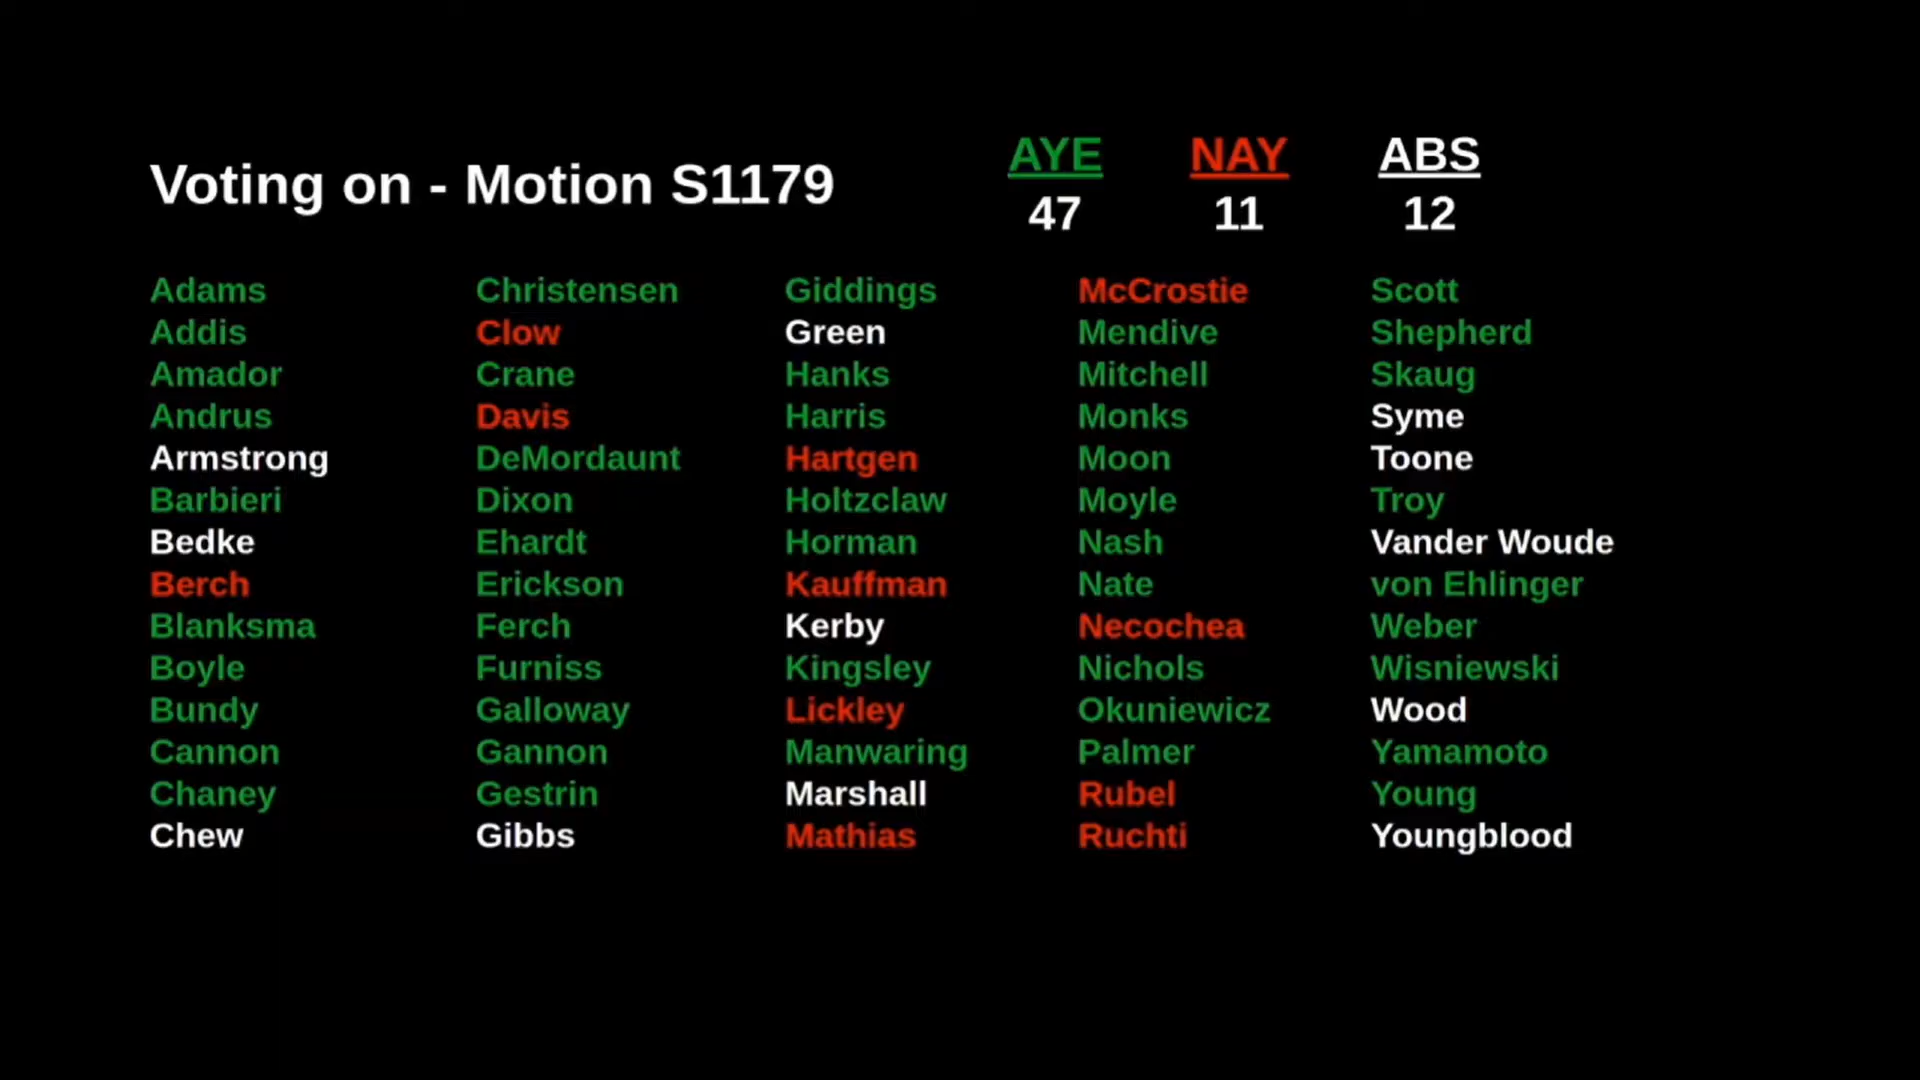 Voting on - Motion S1179
AYE NAY ABS
47 11 12
Adams Christensen Giddings McCrostie Scott
Addis Clow Green Mendive Shepherd
Amador Crane Hanks Mitchell Skaug
Andrus Davis Harris Monks Syme
Armstrong DeMordaunt Hartgen Moon Toone
Barbieri Dixon Holtzclaw Moyle Troy
Bedke Ehardt Horman Nash Vander Woude
Berch Erickson Kauffman Nate von Ehlinger
Blanksma Ferch Kerby Necochea Weber
Boyle Furniss Kingsley Nichols Wisniewski
Bundy Galloway Lickley Okuniewicz Wood
Cannon Gannon Manwaring Palmer Yamamoto
Chaney Gestrin Marshall Rubel Young
Chew Gibbs Mathias Ruchti Youngblood